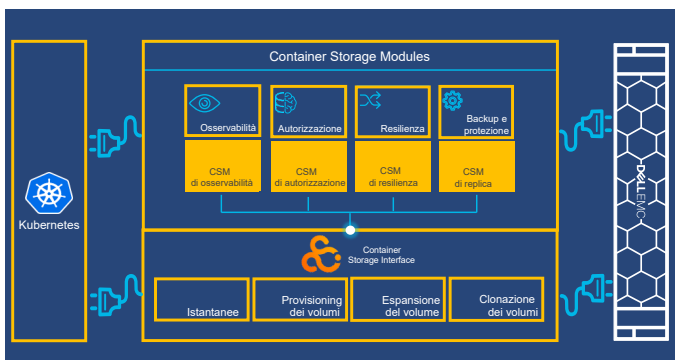 Container Storage Modules
Osservabilità
Autorizzazione
Resilienza
Backup e
protezione
CSM
di osservabilità
CSM
di autorizzazione
CSM
di resilienza
CSM
di replica
Kubernetes
DELLEMC
Container
Storage Interface
Istantanee
Provisioning
dei volumi
Espansione
del volume
Clonazione
dei volumi